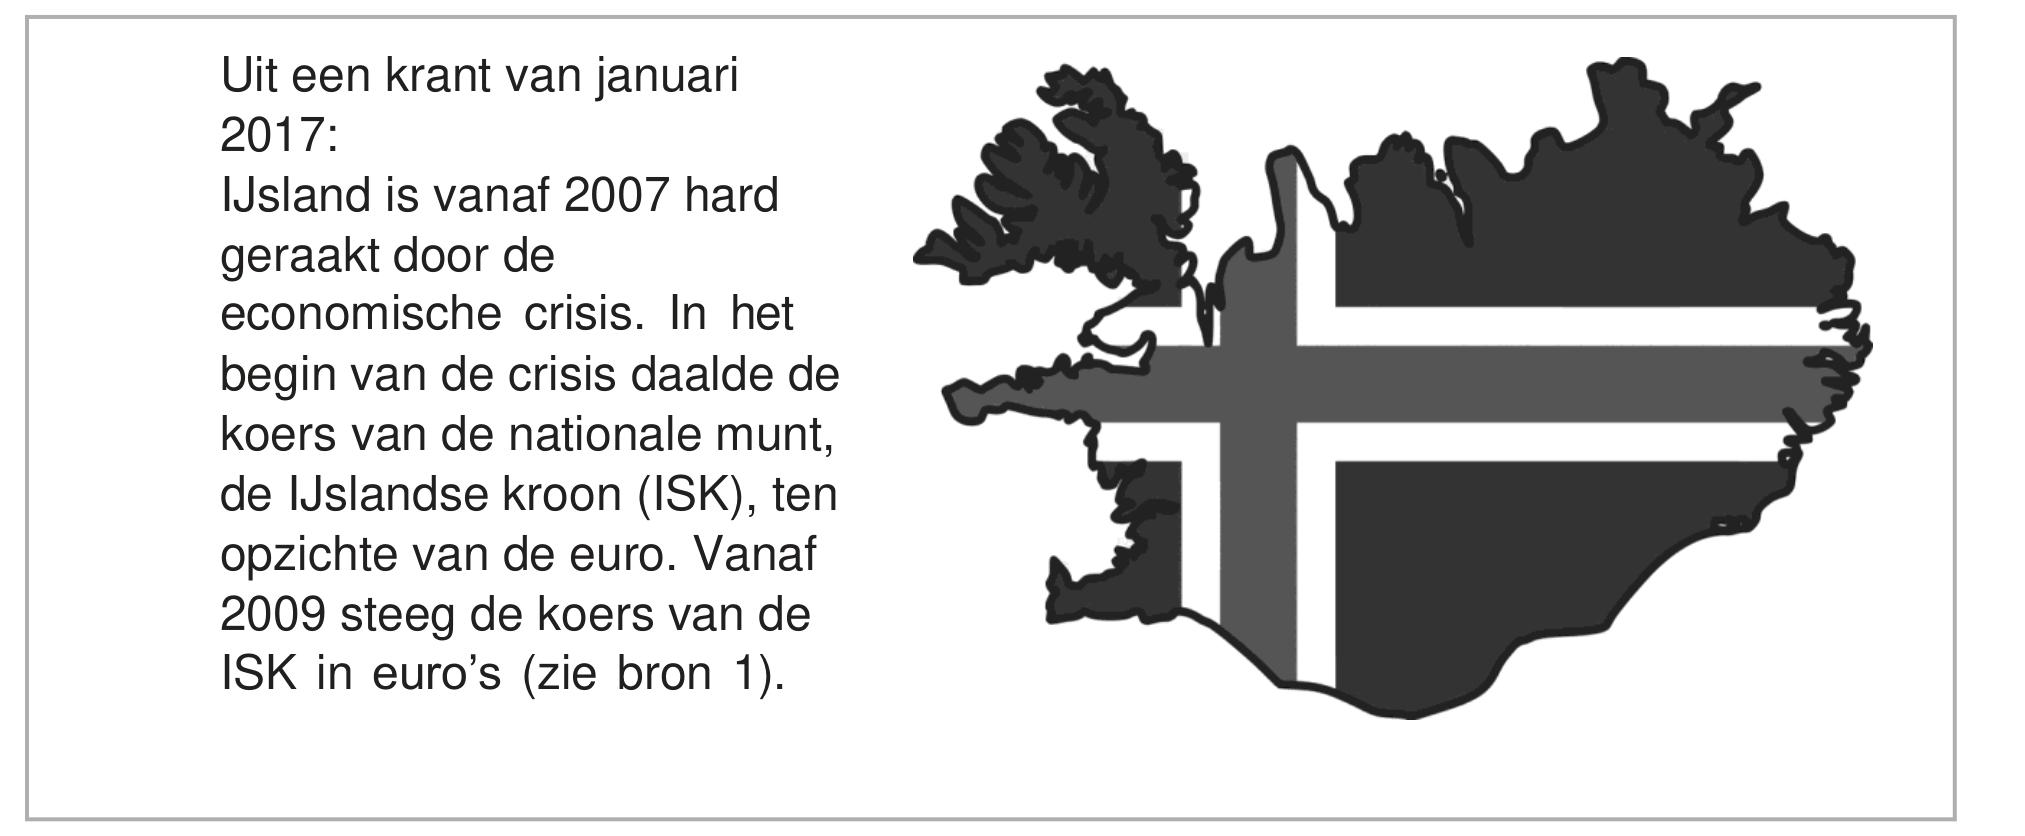 Uit een krant van januari
2017:
IJsland is vanaf 2007 hard
geraakt door de
economische crisis. In het
begin van de crisis daalde de
koers van de nationale munt,
de IJslandse kroon (ISK), ten
opzichte van de euro. Vanaf
2009 steeg de koers van de
ISK in euro’s (zie bron 1).